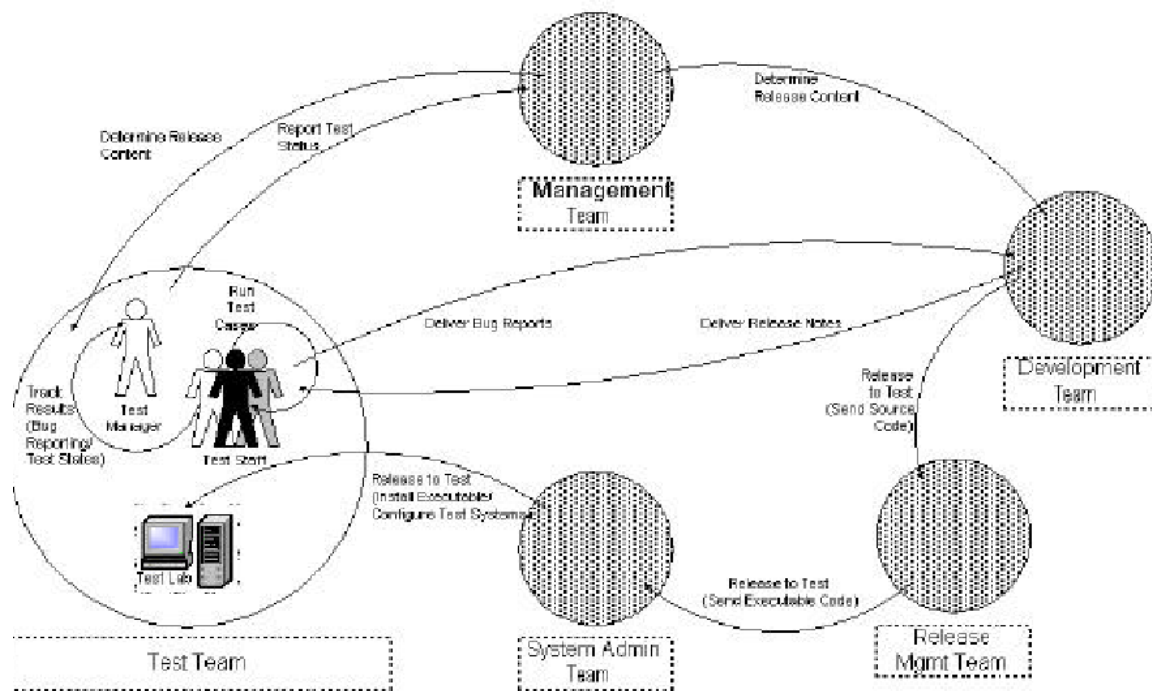 Determine
Release Content
Determine Release
Content
Report Test
Status
Management
Team
Run
Test
Cases
Deliver Bug Reports
Deliver Release Notes
Track
Results
(Bug
Reporting/
Test States)
Test
Manager
Test Staff
Development
Team
Release
to Test
(Send Source
Code)
Release to Test
(Install Executable/
Configure Test Systems)
Test Lab
Release to Test
(Send Executable Code)
Test Team
System Admin
Team
Release
Mgmt Team